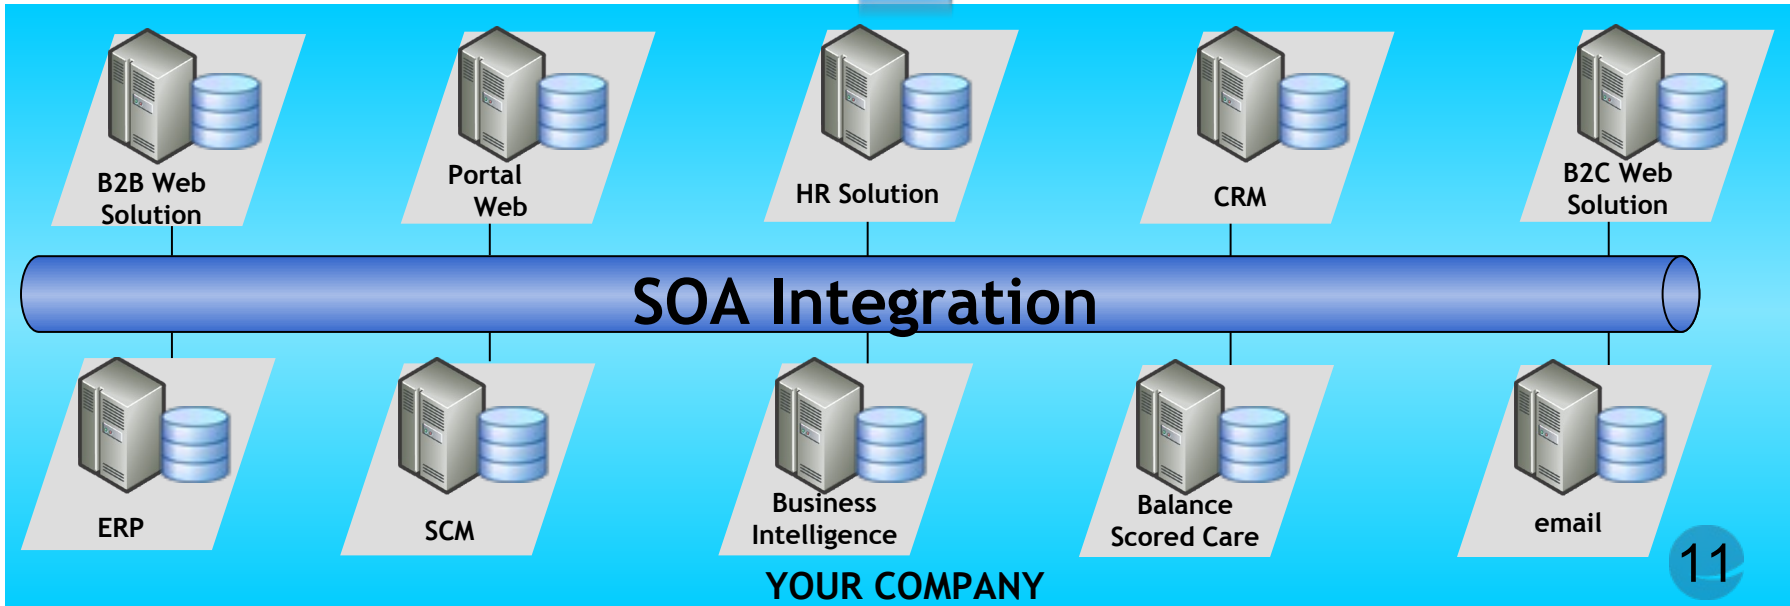 B2B Web
Solution
Portal
Web
HR Solution
CRM
B2C Web
Solution
SOA Integration
ERP
SCM
Business
Intelligence
Balance
Scored Care
email
YOUR COMPANY
11